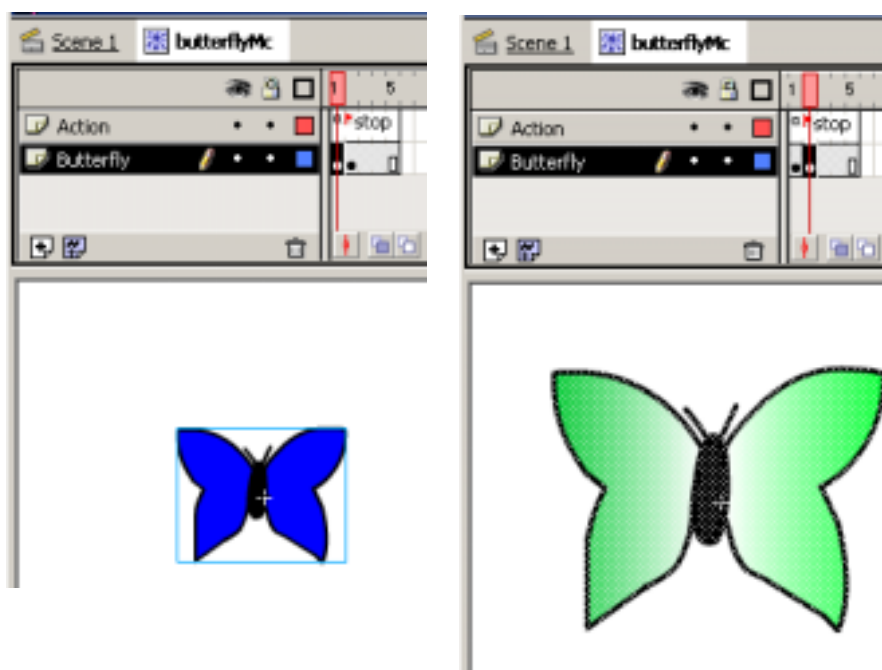 Scene 1 butterflyMc
1 5
Action stop
Butterfly
Scene 1 butterflyMc
1 5
Action stop
Butterfly